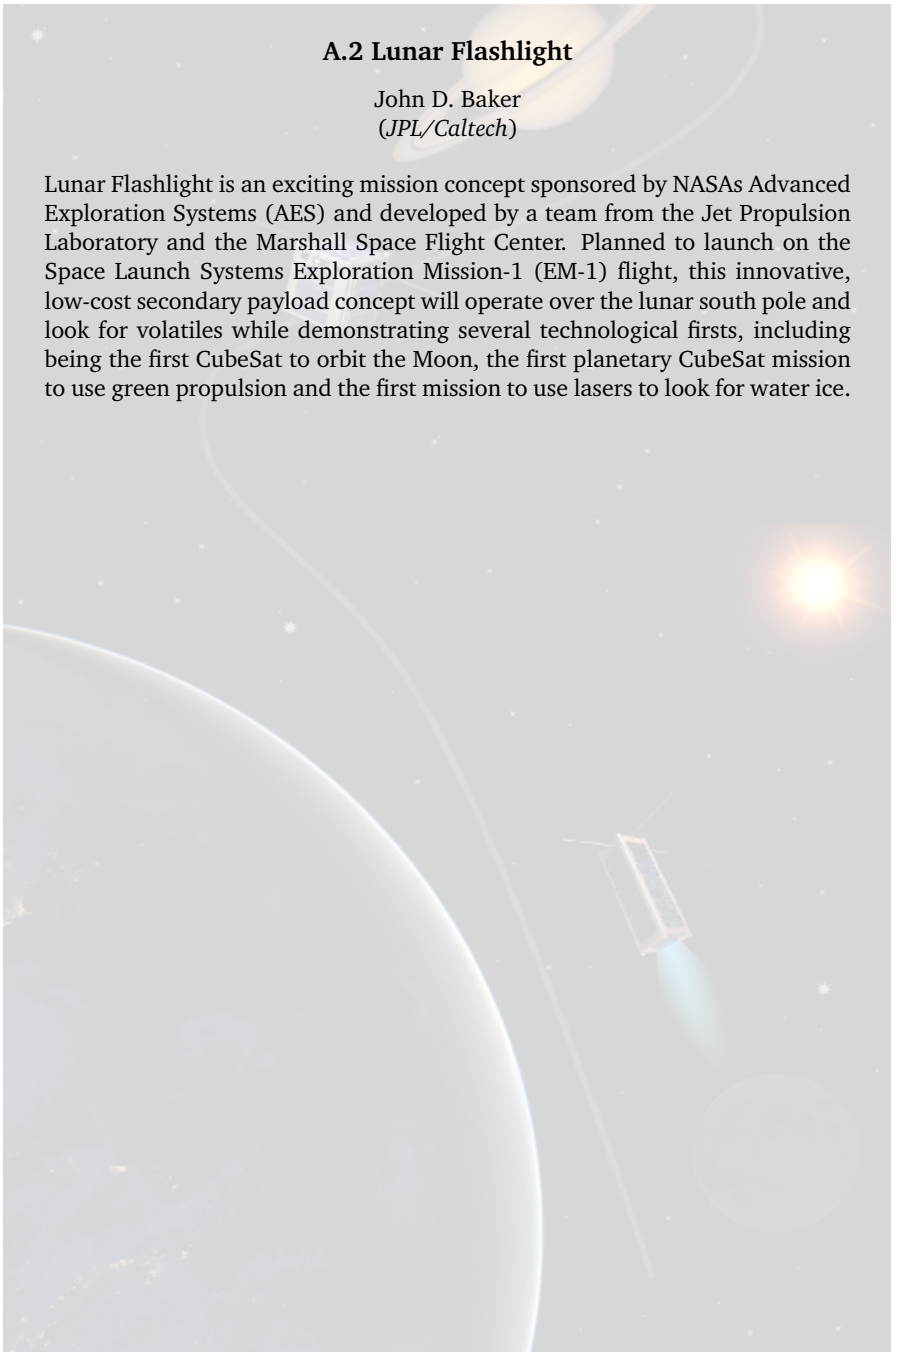 A.2 Lunar Flashlight
John D. Baker
(JPL/Caltech)
Lunar Flashlight is an exciting mission concept sponsored by NASAs Advanced
Exploration Systems (AES) and developed by a team from the Jet Propulsion
Laboratory and the Marshall Space Flight Center. Planned to launch on the
Space Launch Systems Exploration Mission-1 (EM-1) flight, this innovative,
low-cost secondary payload concept will operate over the lunar south pole and
look for volatiles while demonstrating several technological firsts, including
being the first CubeSat to orbit the Moon, the first planetary CubeSat mission
to use green propulsion and the first mission to use lasers to look for water ice.